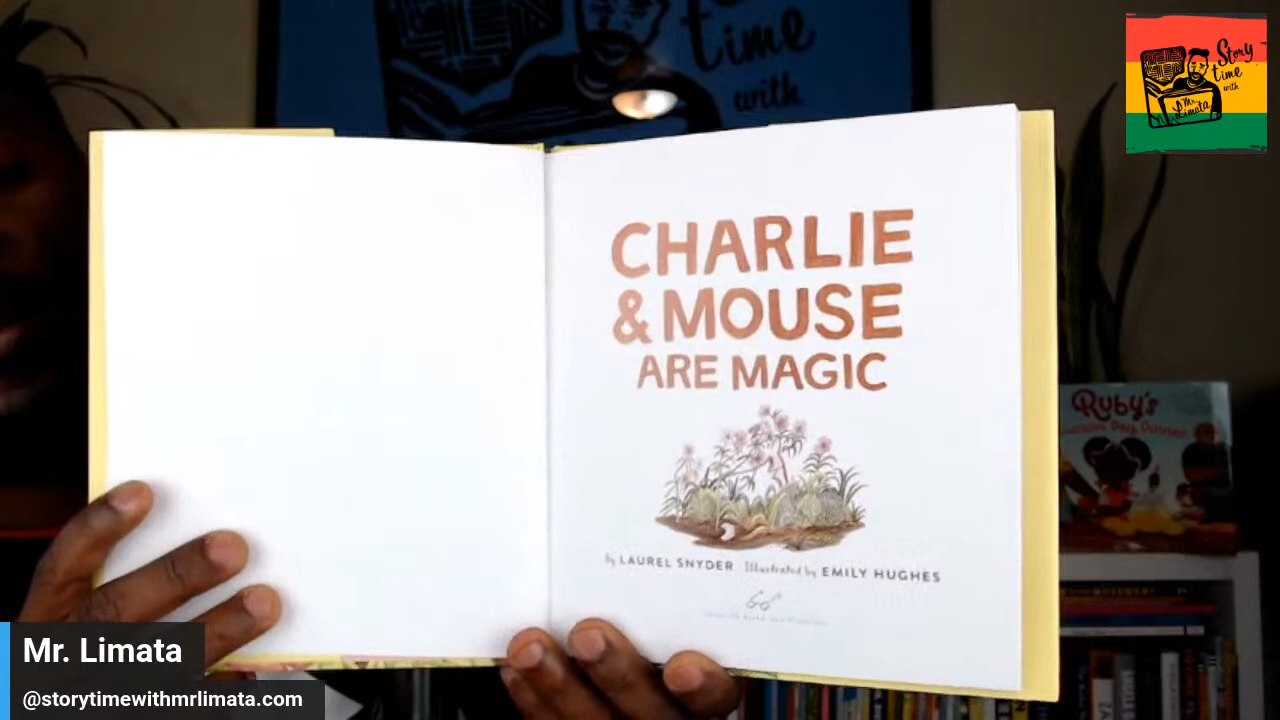 time
with
Story
time
with
Mr.
Limata
CHARLIE
& MOUSE
ARE MAGIC
By LAUREL SNYDER Illustrated by EMILY HUGHES
Ruby's
Dinner
Mr. Limata
@storytimewithmrlimata.com